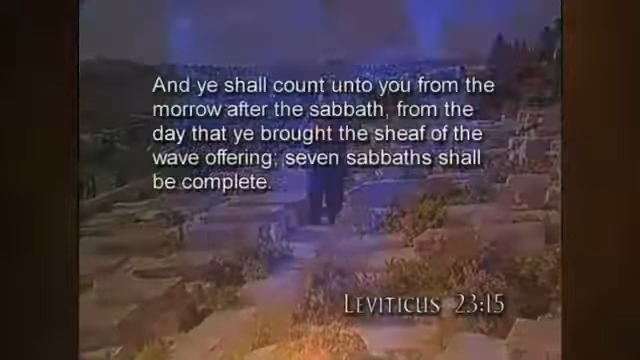 And ye shall count unto you from the
morrow after the sabbath, from the
day that ye brought the sheaf of the
wave offering; seven sabbaths shall
be complete.
Leviticus 23:15